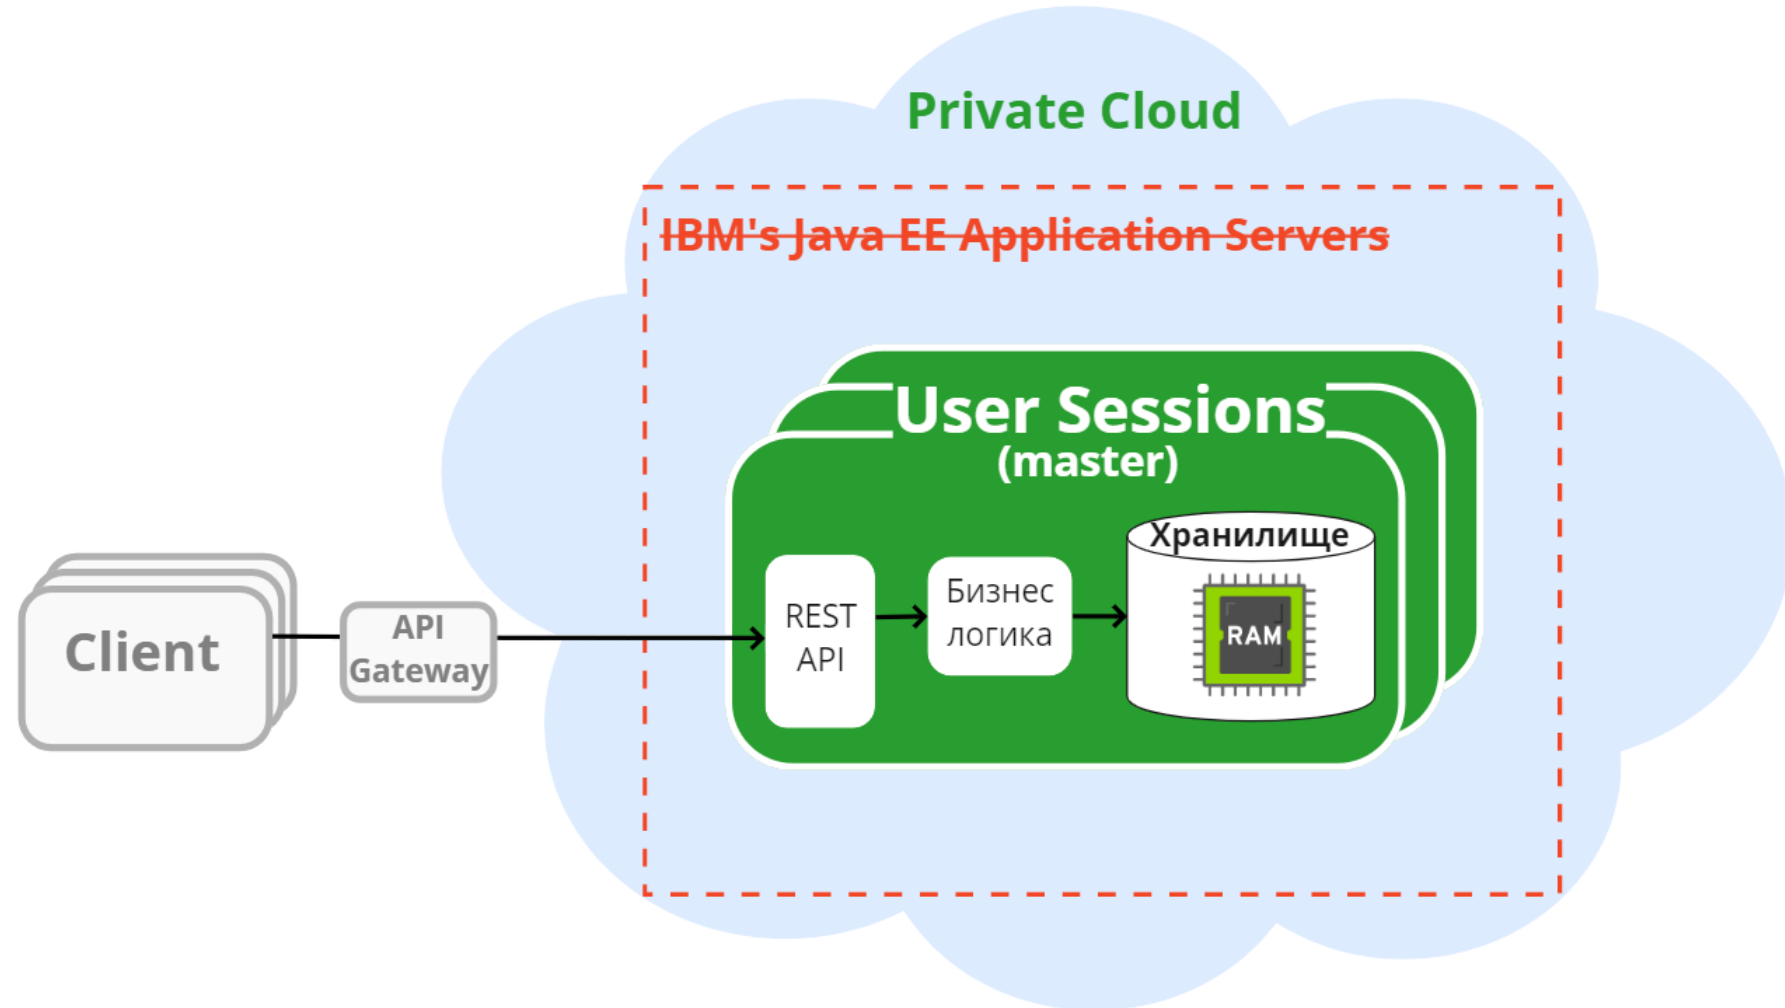 Private Cloud
IBM's Java EE Application Servers
User Sessions
(master)
Хранилище
RAM
Бизнес
логика
REST
API
API
Gateway
Client